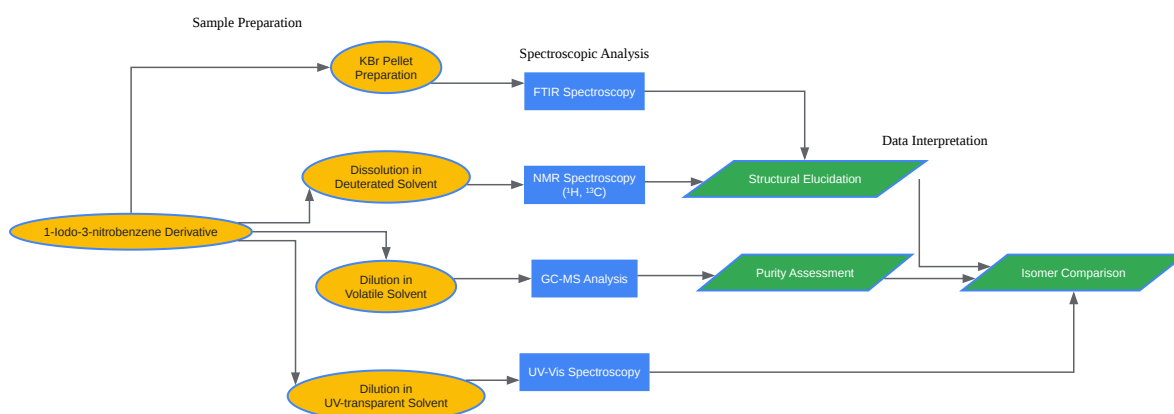 Sample Preparation
Spectroscopic Analysis
KBr Pellet
Preparation
FTIR Spectroscopy
Data Interpretation
Dissolution in
Deuterated Solvent
NMR Spectroscopy
(¹H, ¹³C)
Structural Elucidation
1-Iodo-3-nitrobenzene Derivative
Dilution in
Volatile Solvent
GC-MS Analysis
Purity Assessment
Isomer Comparison
Dilution in
UV-transparent Solvent
UV-Vis Spectroscopy